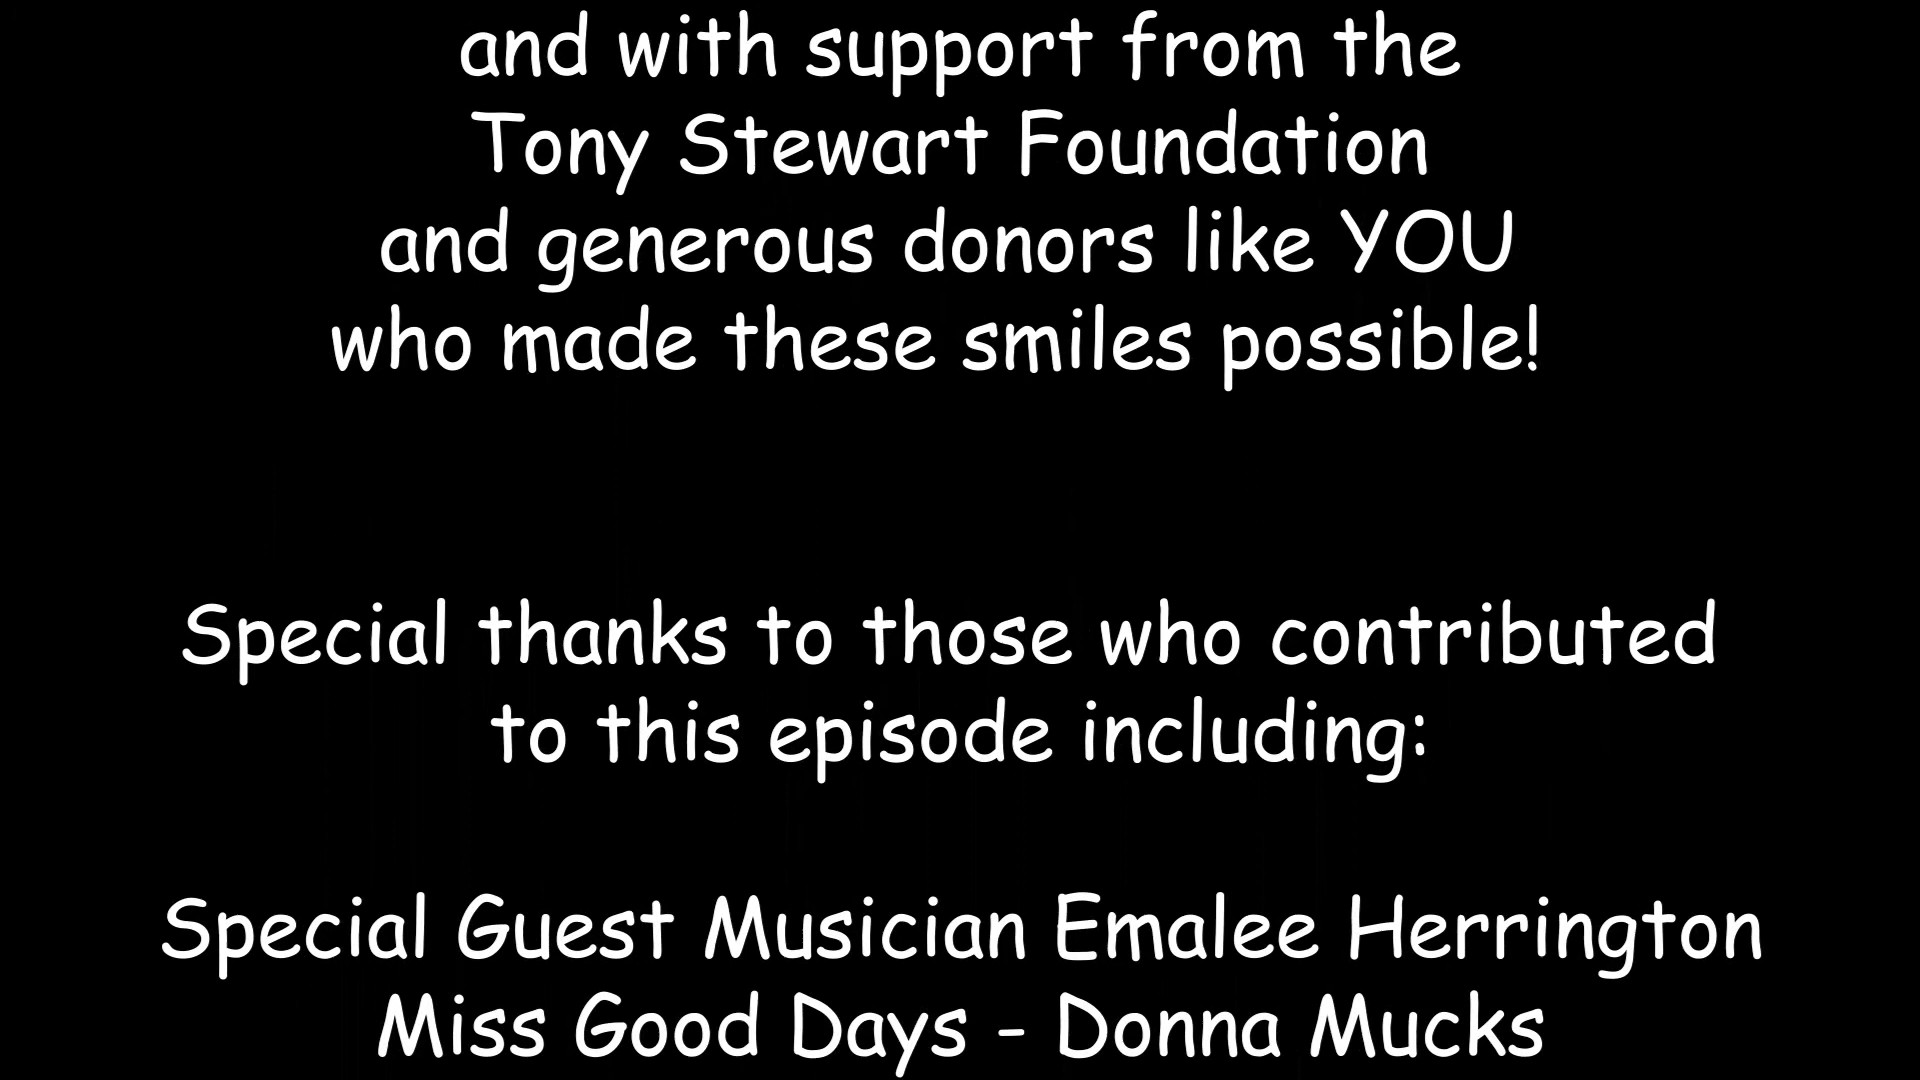 and with support from the
Tony Stewart Foundation
and generous donors like YOU
who made these smiles possible!
Special thanks to those who contributed
to this episode including:
Special Guest Musician Emalee Herrington
Miss Good Days - Donna Mucks